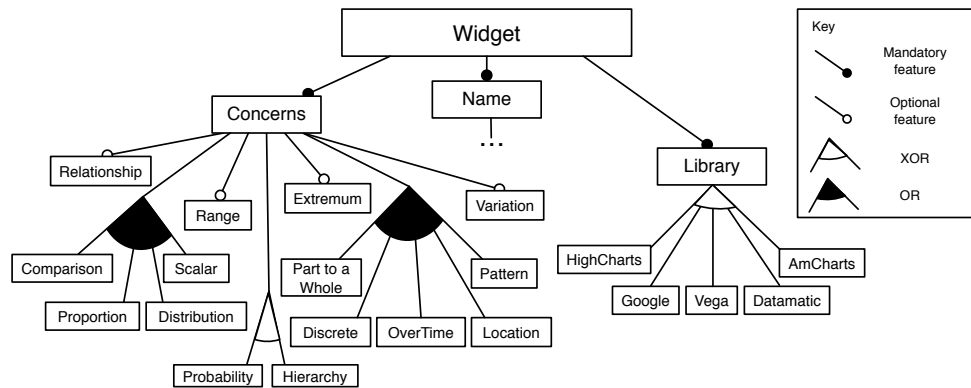 Widget
Key
Mandatory
feature
Optional
feature
XOR
OR
Concerns
Name
...
Library
Relationship
Range
Extremum
Variation
Comparison
Scalar
Proportion
Distribution
Part to a
Whole
Pattern
Discrete
OverTime
Location
Probability
Hierarchy
HighCharts
AmCharts
Google
Vega
Datamatic